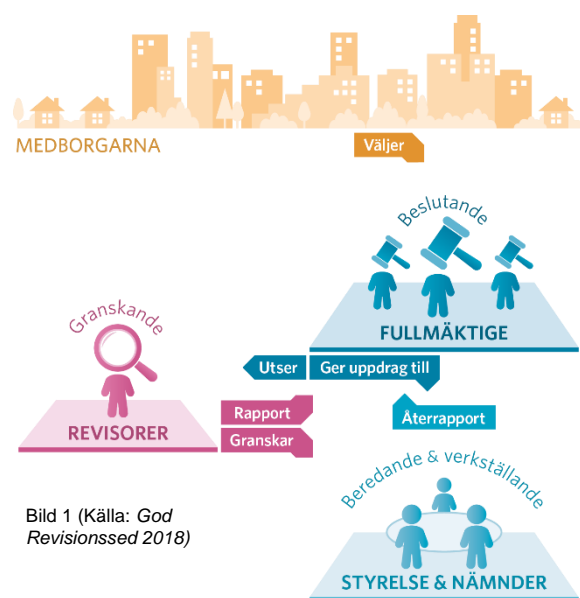 MEDBORGARNA
Väljer
Beslutande
FULLMÄKTIGE
Granskande
Utser
Ger uppdrag till
Rapport
Återrapport
REVISORER
Granskar
Beredande & verkställande
Bild 1 (Källa: God
Revisionssed 2018)
STYRELSE & NÄMNDER